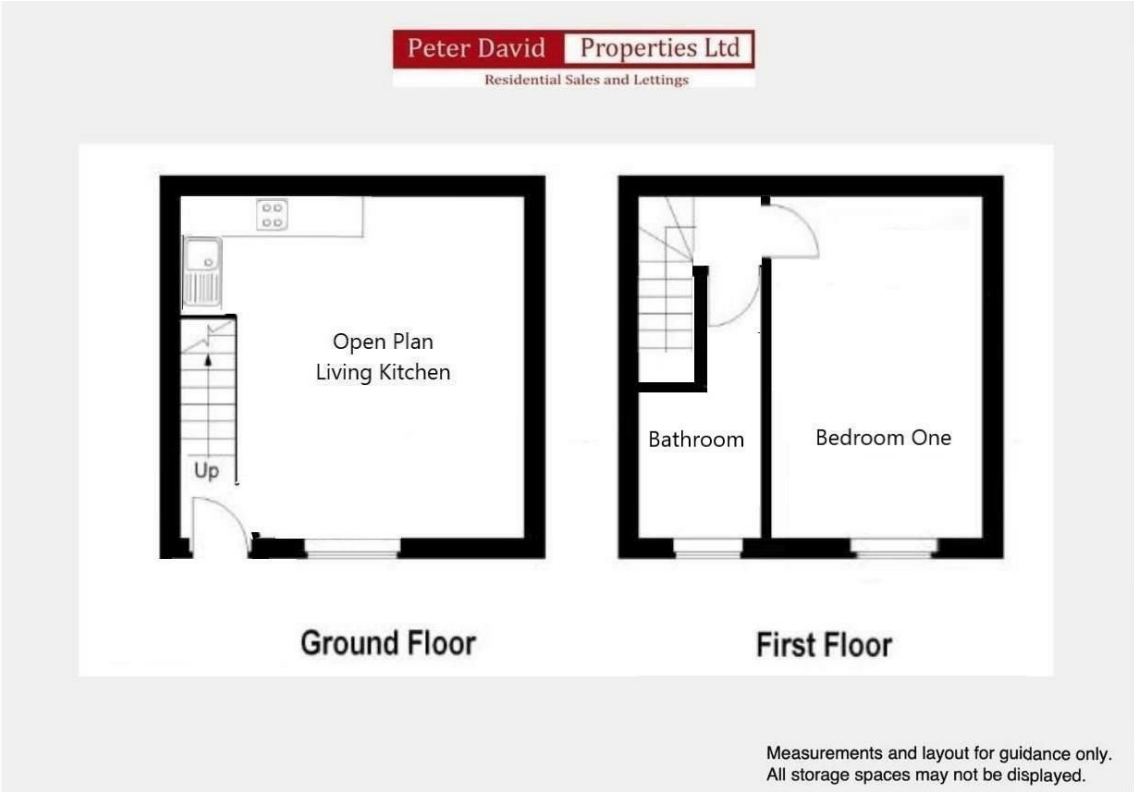 Peter David Properties Ltd
Residential Sales and Lettings
Open Plan
Living Kitchen
Up
Bathroom
Bedroom One
Ground Floor
First Floor
Measurements and layout for guidance only.
All storage spaces may not be displayed.